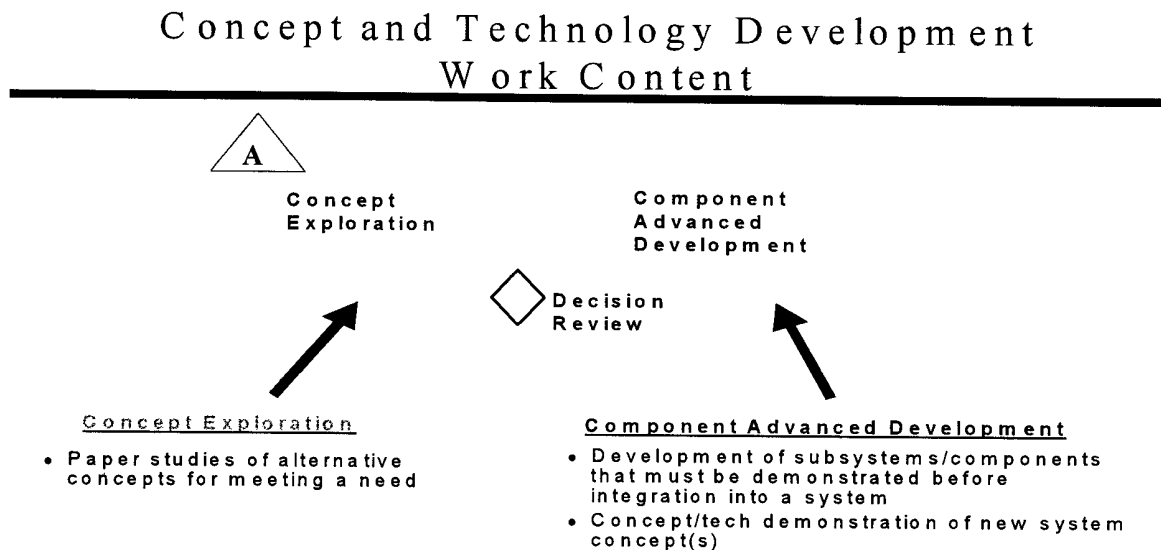 Concept and Technology Development
Work Content
A
Concept
Exploration
Component
Advanced
Development
Decision
Review
Concept Exploration
• Paper studies of alternative
concepts for meeting a need
Component Advanced Development
• Development of subsystems/components
that must be demonstrated before
integration into a system
• Concept/tech demonstration of new system
concept(s)